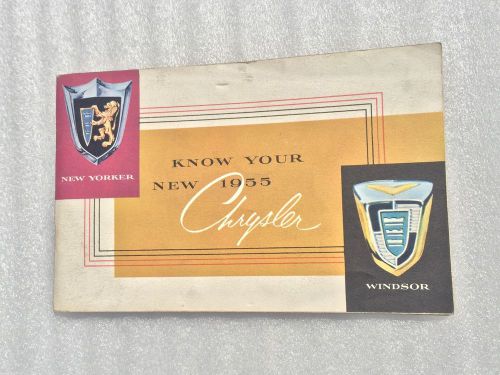 NEW YORKER
KNOW YOUR
NEW 1955
Chrysler
WINDSOR